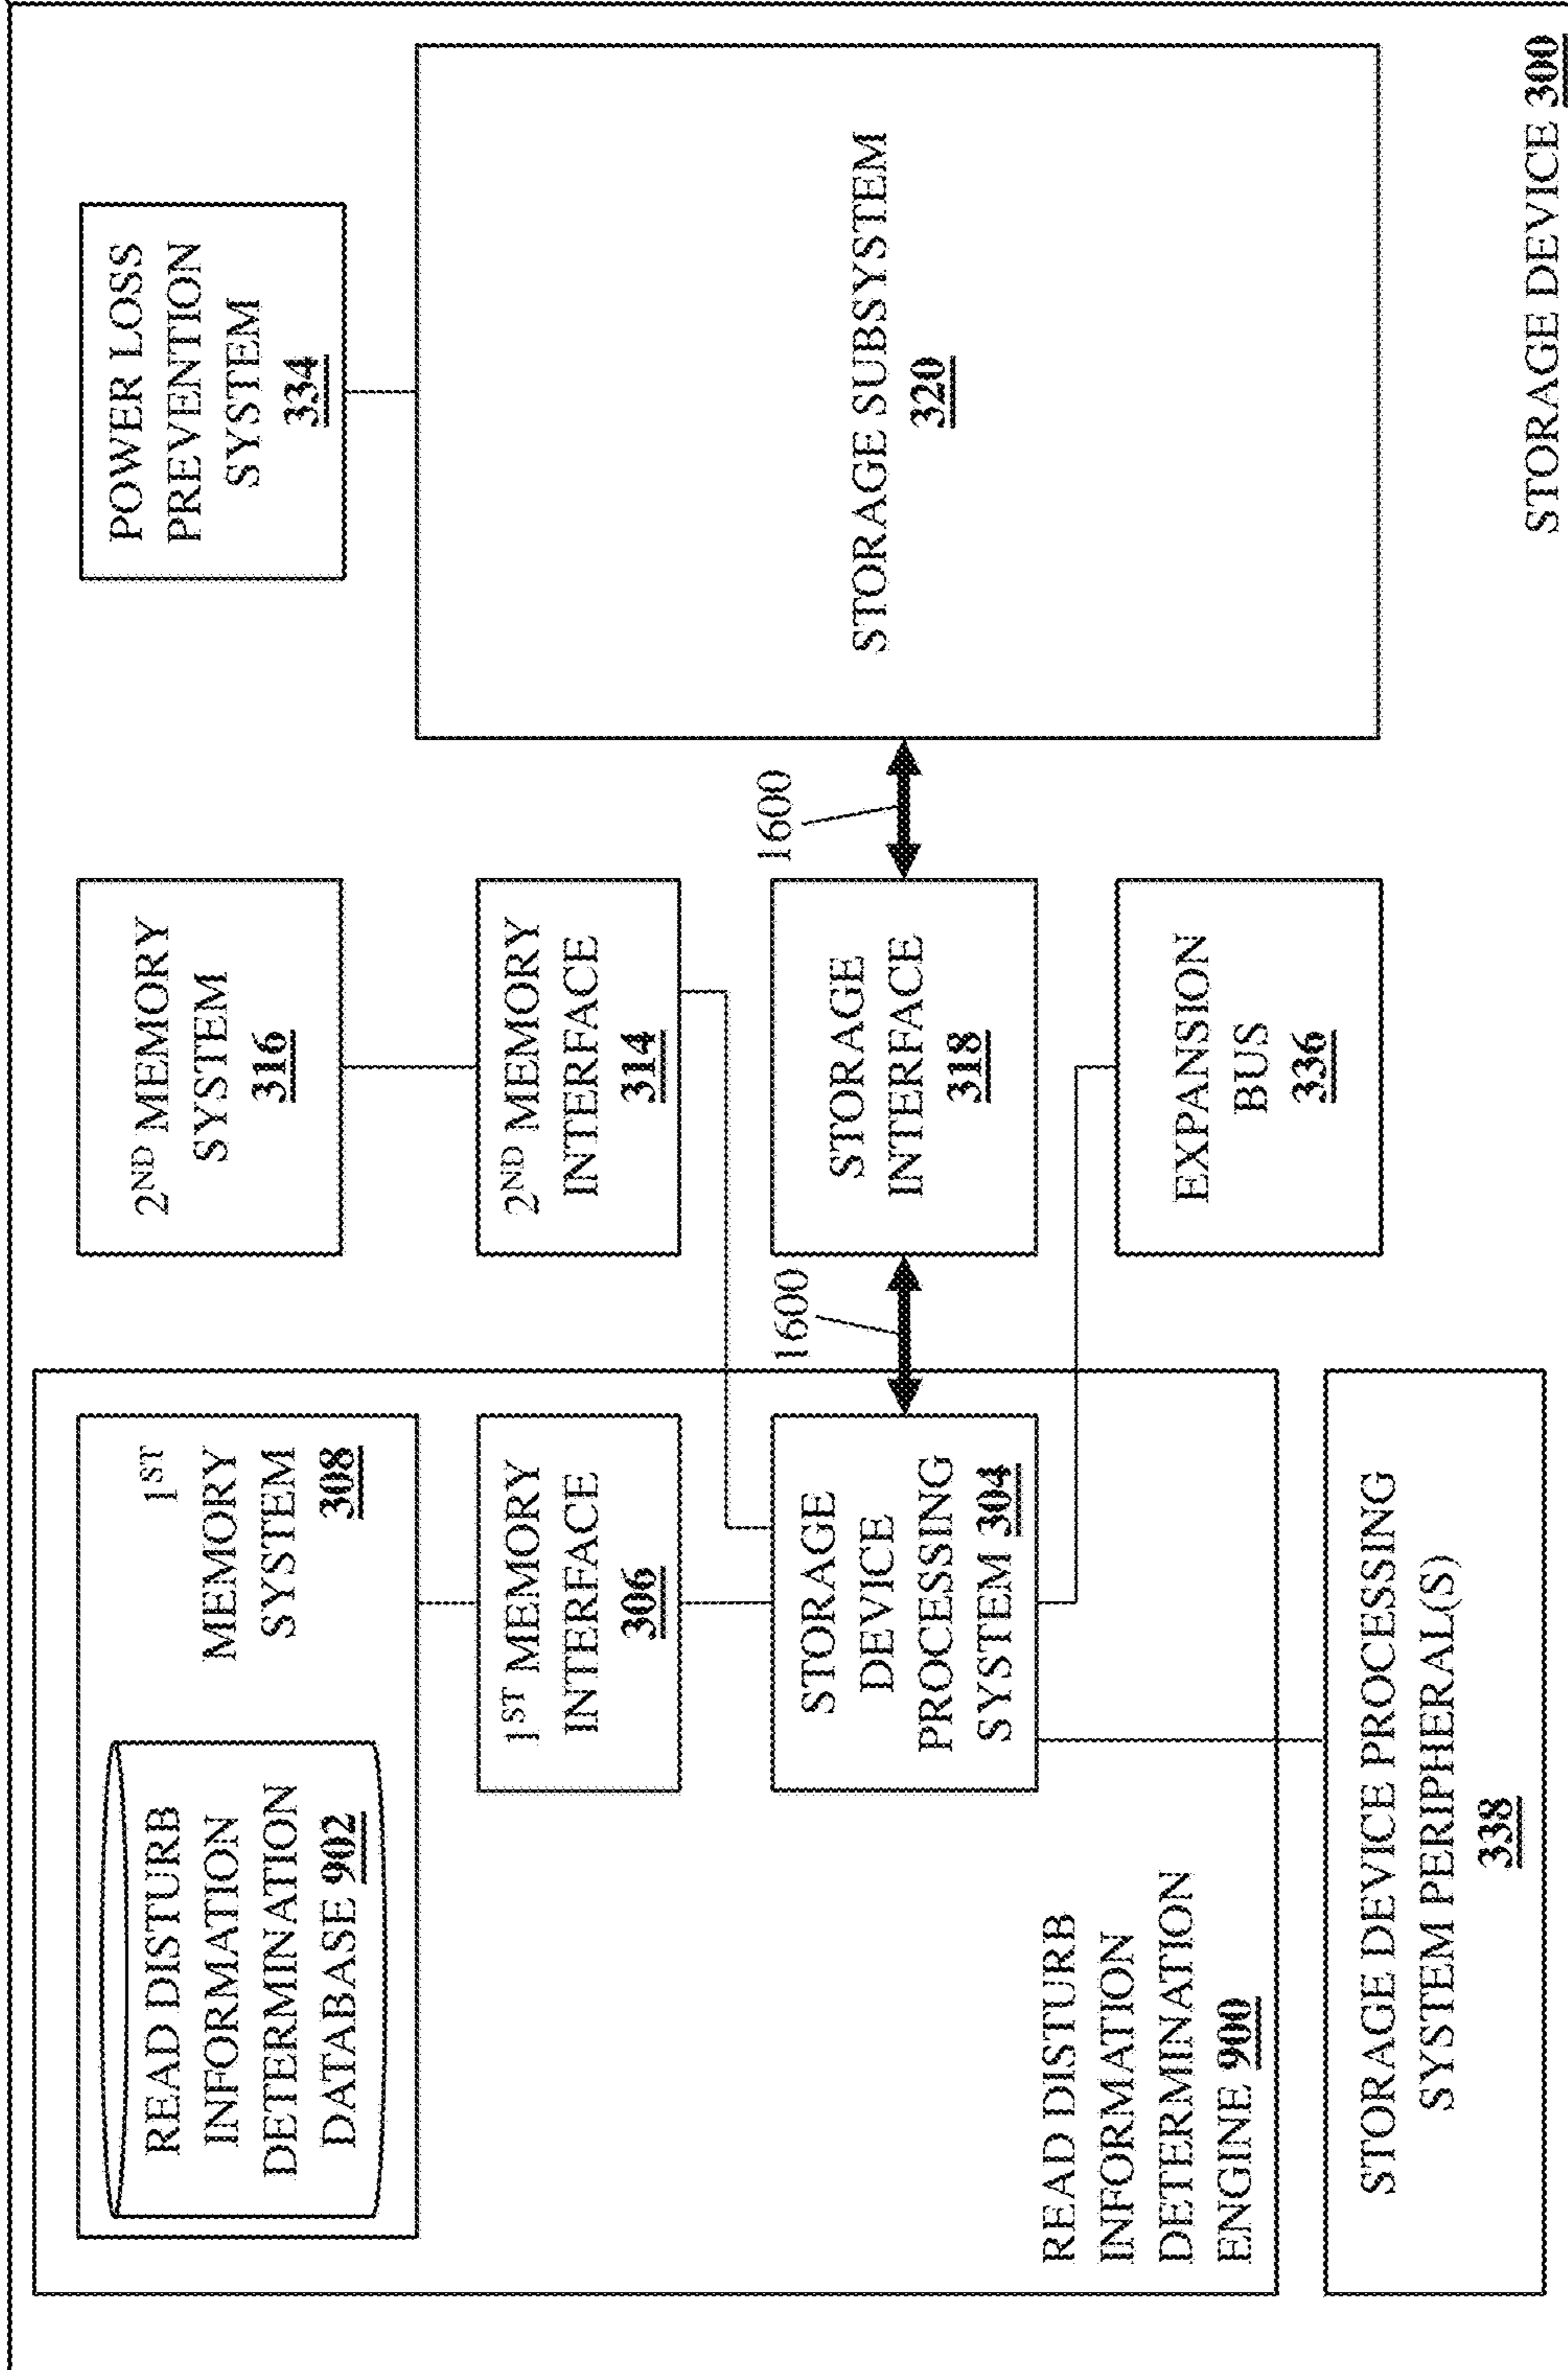 READ DISTURB
INFORMATION
DETERMINATION
DATABASE 902
1ST
MEMORY
SYSTEM
308
2ND MEMORY
SYSTEM
316
POWER LOSS
PREVENTION
SYSTEM
334
1ST MEMORY
INTERFACE
306
2ND MEMORY
INTERFACE
314
STORAGE
DEVICE
PROCESSING
SYSTEM 304
1600
STORAGE
INTERFACE
318
1600
STORAGE SUBSYSTEM
320
READ DISTURB
INFORMATION
DETERMINATION
ENGINE 900
EXPANSION
BUS
336
STORAGE DEVICE PROCESSING
SYSTEM PERIPHERAL(S)
338
STORAGE DEVICE 300